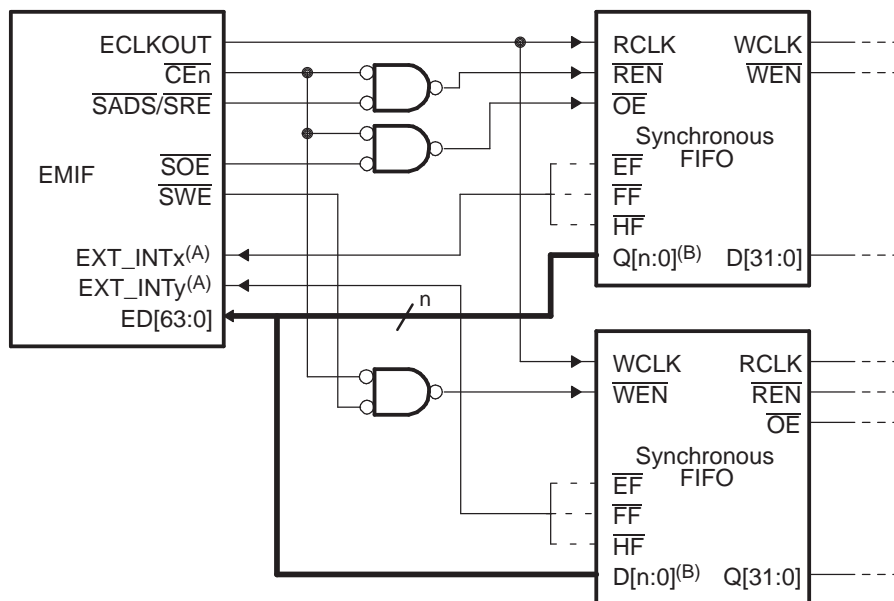 EMIF
ECLKOUT
CEn
SADS/SRE
SOE
SWE
EXT_INTx(A)
EXT_INTy(A)
ED[63:0]
n
RCLK WCLK
REN WEN
OE
Synchronous
FIFO
EF
FF
HF
Q[n:0](B) D[31:0]
WCLK RCLK
WEN REN
OE
Synchronous
FIFO
EF
FF
HF
D[n:0](B) Q[31:0]